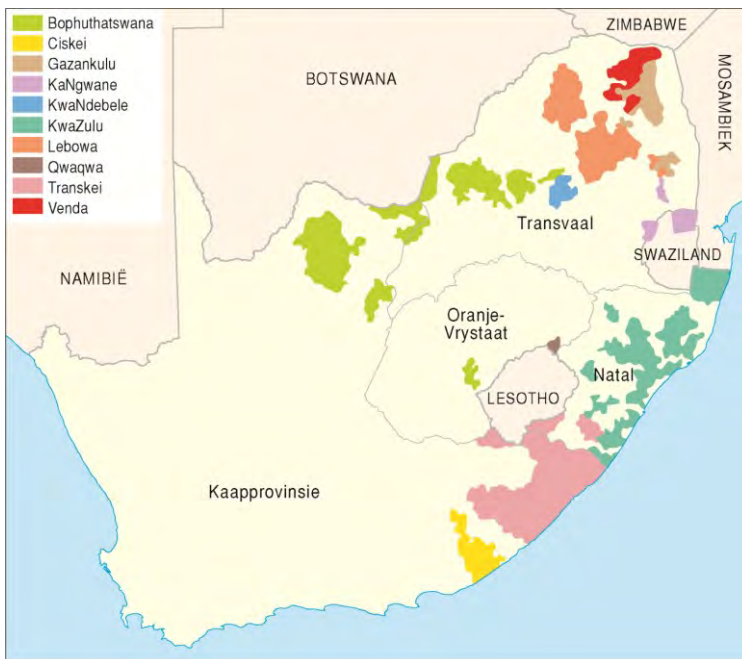 Bophuthatswana
Ciskei
Gazankulu
KaNgwane
KwaNdebele
KwaZulu
Lebowa
Qwaqwa
Transkei
Venda
ZIMBABWE
BOTSWANA
MOSAMBIEK
Transvaal
SWAZILAND
NAMIBIË
Oranje-
Vrystaat
Natal
LESOTHO
Kaapprovinsie